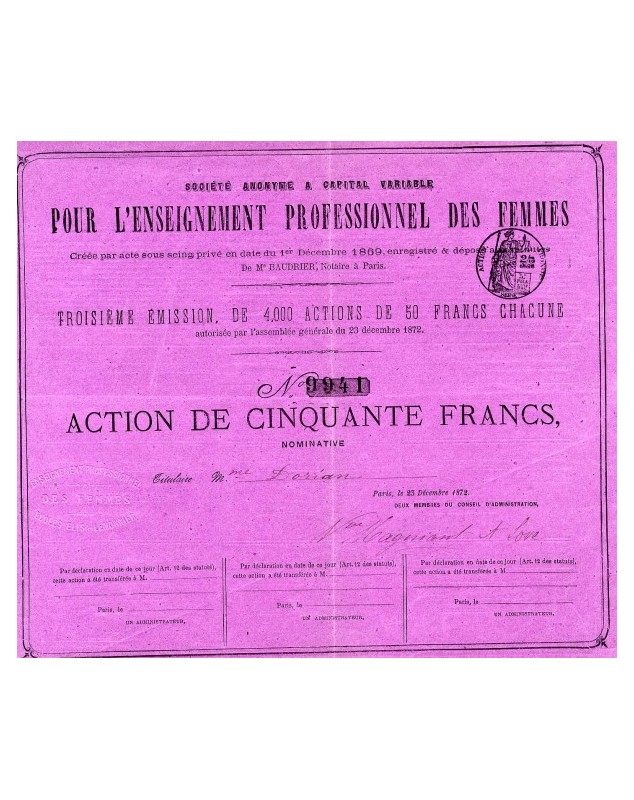 SOCIÉTÉ ANONYME A CAPITAL VARIABLE
POUR L'ENSEIGNEMENT PROFESSIONNEL DES FEMMES
Créée par acte sous seing privé en date du 1er Décembre 1869, enregistré & déposé aux minutes
De Me BAUDRIER, Notaire à Paris.
TROISIÈME ÉMISSION, DE 4,000 ACTIONS DE 50 FRANCS CHACUNE
autorisée par l'assemblée générale du 23 décembre 1872.
No 9941
ACTION DE CINQUANTE FRANCS,
NOMINATIVE
Titulaire Mme Dorian
Paris, le 23 Décembre 1872.
DEUX MEMBRES DU CONSEIL D'ADMINISTRATION,
DES FEMMES
Par déclaration en date de ce jour (Art. 12 des statuts),
cette action a été transférée à M.
Paris, le
UN ADMINISTRATEUR,
Par déclaration en date de ce jour (Art. 12 des statuts),
cette action a été transférée à M.
Paris, le
UN ADMINISTRATEUR,
Par déclaration en date de ce jour (Art. 12 des statuts),
cette action a été transférée à M.
Paris, le
UN ADMINISTRATEUR,